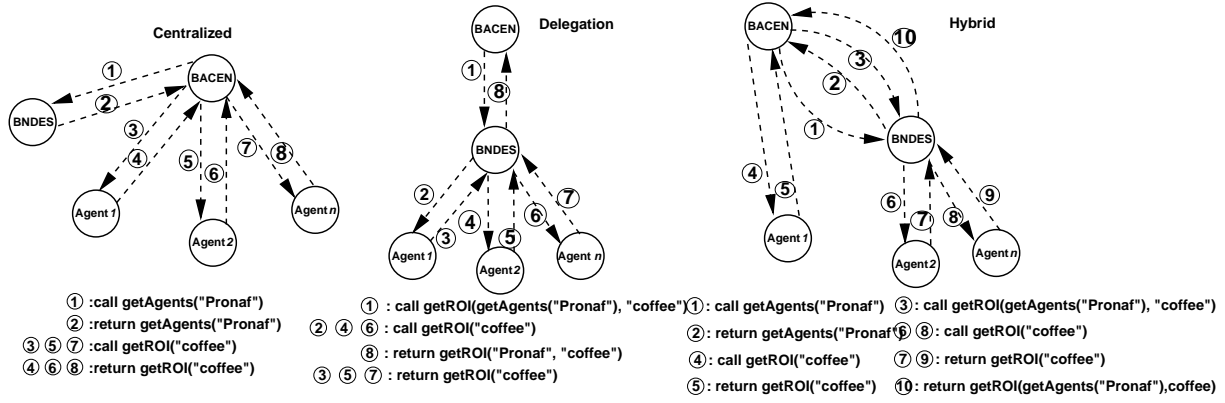 Centralized
BACEN
BNDES
Agent 1
Agent 2
Agent n
1
2
3
4
5
6
7
8
1 :call getAgents("Pronaf")
2 :return getAgents("Pronaf")
3 5 7 :call getROI("coffee")
4 6 8 :return getROI("coffee")
Delegation
BACEN
BNDES
Agent 1
Agent 2
Agent n
1
8
2
3
4
5
6
7
1 : call getROI(getAgents("Pronaf"), "coffee")
2 4 6 : call getROI("coffee")
8 : return getROI("Pronaf", "coffee")
3 5 7 : return getROI("coffee")
Hybrid
BACEN
BNDES
Agent 1
Agent 2
Agent n
10
3
2
1
4
5
6
7
8
9
1 : call getAgents("Pronaf")
2 : return getAgents("Pronaf")
4 : call getROI("coffee")
5 : return getROI("coffee")
3 : call getROI(getAgents("Pronaf"), "coffee")
6 8 : call getROI("coffee")
7 9 : return getROI("coffee")
10 : return getROI(getAgents("Pronaf"),coffee)